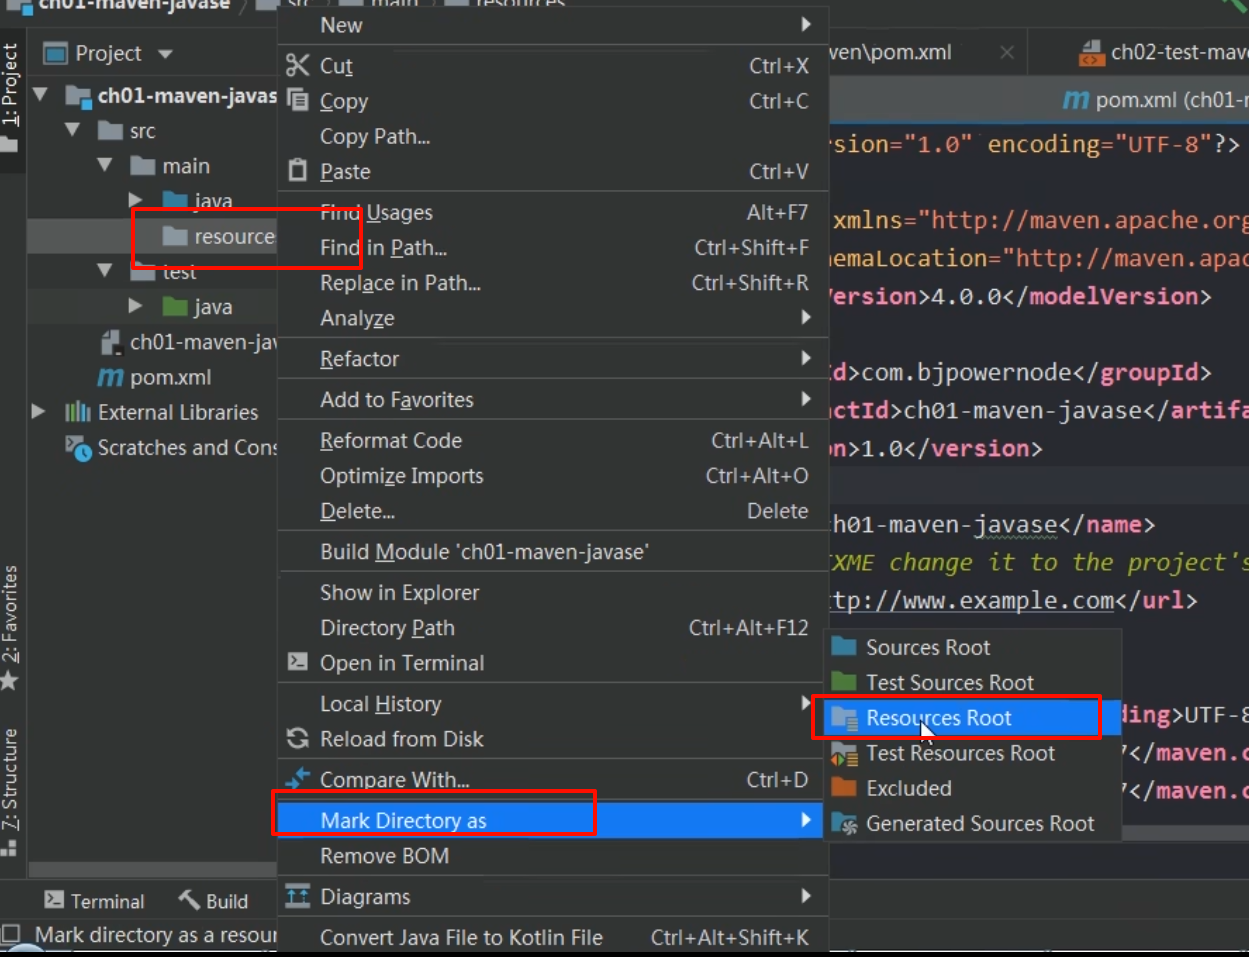 ch01-maven-javase src main resources
Project
ven\pom.xml
ch02-test-mave
1: Project
ch01-maven-javas
pom.xml (ch01-m
src
main
java
resource
test
java
ch01-maven-jav
pom.xml
External Libraries
Scratches and Cons
2: Favorites
7: Structure
Terminal
Build
Mark directory as a resour
New
Cut Ctrl+X
Copy Ctrl+C
Copy Path...
Paste Ctrl+V
Find Usages Alt+F7
Find in Path... Ctrl+Shift+F
Replace in Path... Ctrl+Shift+R
Analyze
Refactor
Add to Favorites
Reformat Code Ctrl+Alt+L
Optimize Imports Ctrl+Alt+O
Delete... Delete
Build Module 'ch01-maven-javase'
Show in Explorer
Directory Path Ctrl+Alt+F12
Open in Terminal
Local History
Reload from Disk
Compare With... Ctrl+D
Mark Directory as
Remove BOM
Diagrams
Convert Java File to Kotlin File Ctrl+Alt+Shift+K
Sources Root
Test Sources Root
Resources Root
Test Resources Root
Excluded
Generated Sources Root
rsion="1.0" encoding="UTF-8"?>
xmlns="http://maven.apache.org
hemaLocation="http://maven.apac
Version>4.0.0</modelVersion>
Id>com.bjpowernode</groupId>
actId>ch01-maven-javase</artifa
on>1.0</version>
h01-maven-javase</name>
IXME change it to the project's
ttp://www.example.com</url>
ding>UTF-8
7</maven.c
7</maven.c